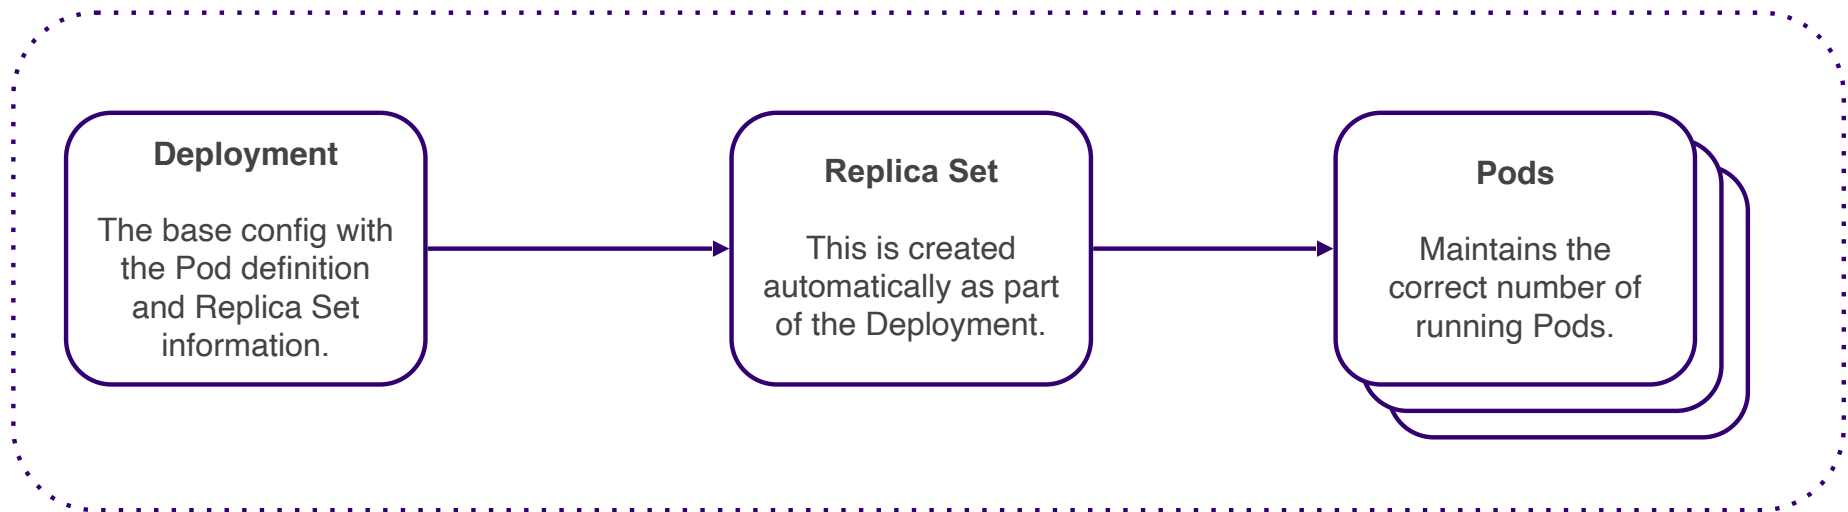 Deployment
The base config with
the Pod definition
and Replica Set
information.
Replica Set
This is created
automatically as part
of the Deployment.
Pods
Maintains the
correct number of
running Pods.